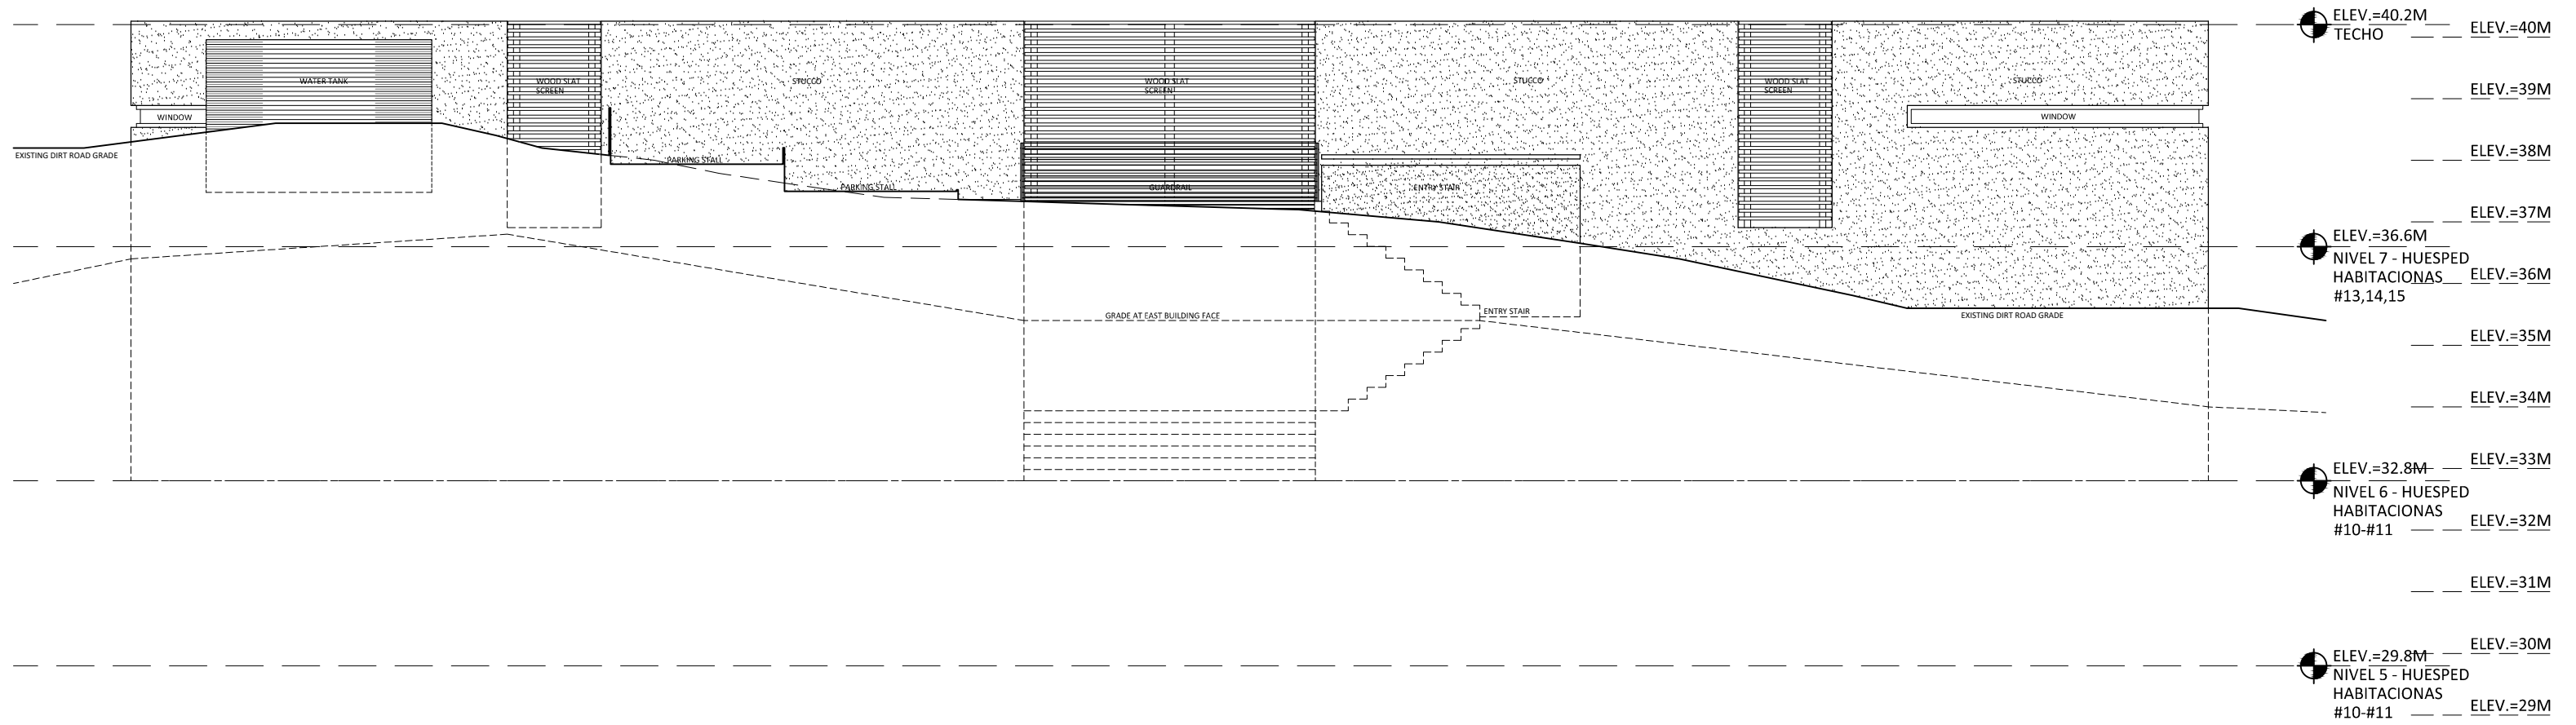 ELEV.=40.2M
TECHO
ELEV.=40M
WATER TANK
WOOD SLAT
SCREEN
STUCCO
WOOD SLAT
SCREEN
STUCCO
WOOD SLAT
SCREEN
STUCCO
ELEV.=39M
WINDOW
WINDOW
EXISTING DIRT ROAD GRADE
PARKING STALL
ELEV.=38M
PARKING STALL
GUARDRAIL
ENTRY STAIR
ELEV.=37M
ELEV.=36.6M
NIVEL 7 - HUESPED
HABITACIONAS
#13,14,15
ELEV.=36M
GRADE AT EAST BUILDING FACE
ENTRY STAIR
EXISTING DIRT ROAD GRADE
ELEV.=35M
ELEV.=34M
ELEV.=33M
ELEV.=32.8M
NIVEL 6 - HUESPED
HABITACIONAS
#10-#11
ELEV.=32M
ELEV.=31M
ELEV.=30M
ELEV.=29.8M
NIVEL 5 - HUESPED
HABITACIONAS
#10-#11
ELEV.=29M